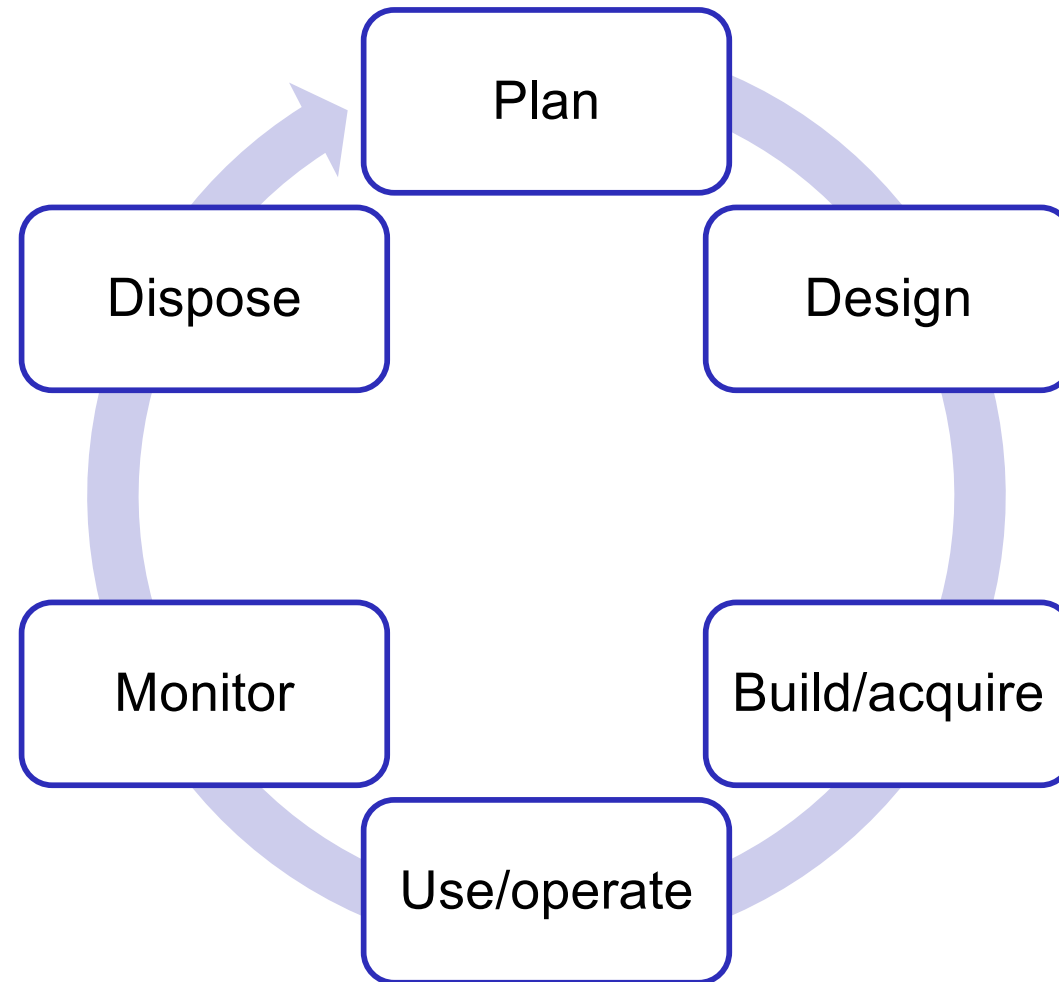 Plan
Design
Build/acquire
Use/operate
Monitor
Dispose